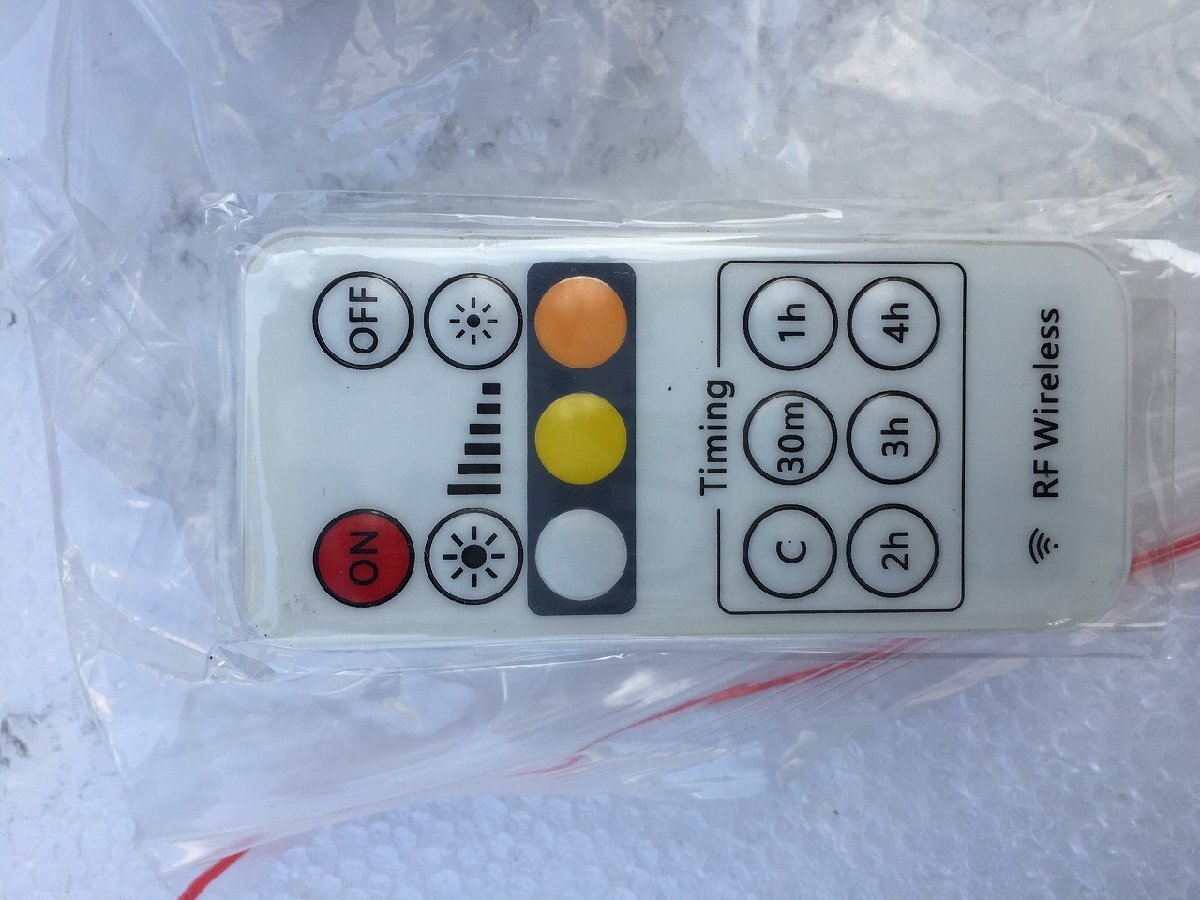 ON OFF
Timing
C 30m 1h
2h 3h 4h
RF Wireless